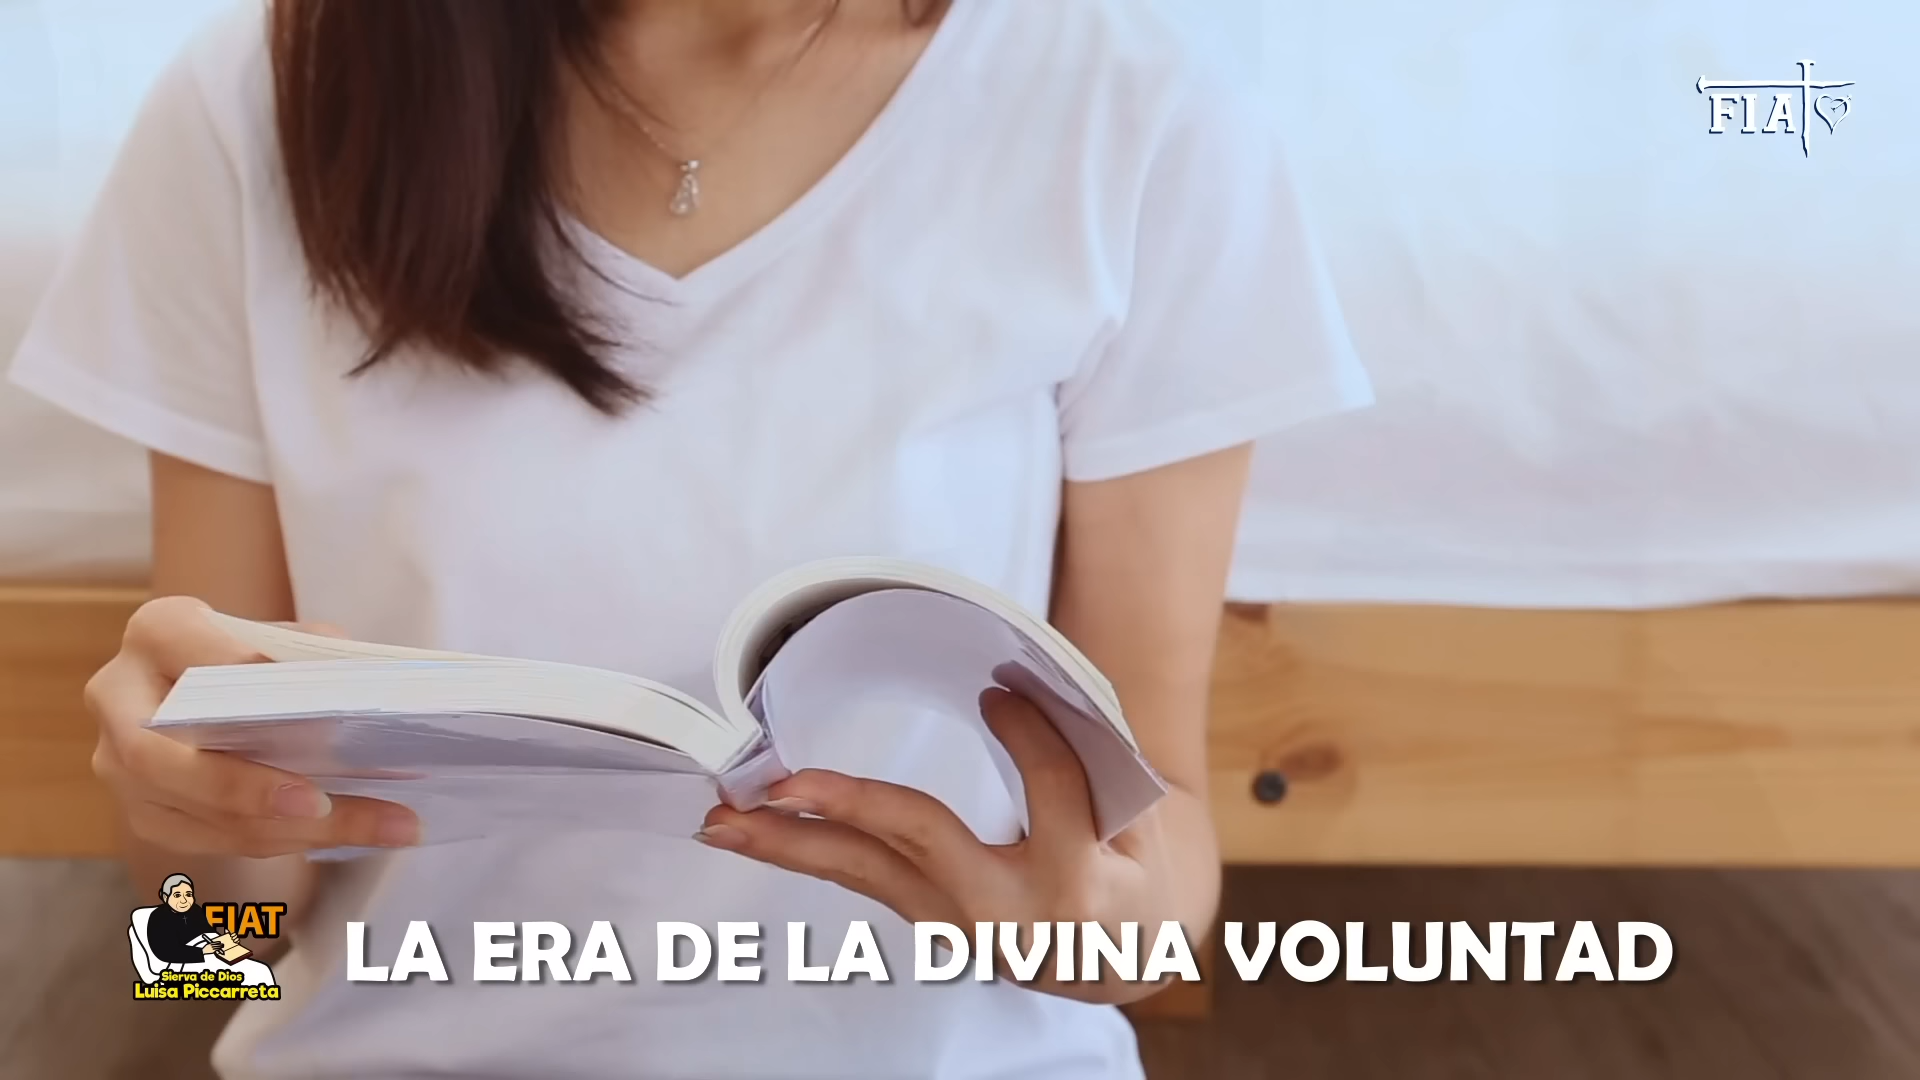 FIAT
FIAT
Sierva de Dios
Luisa Piccarreta
LA ERA DE LA DIVINA VOLUNTAD